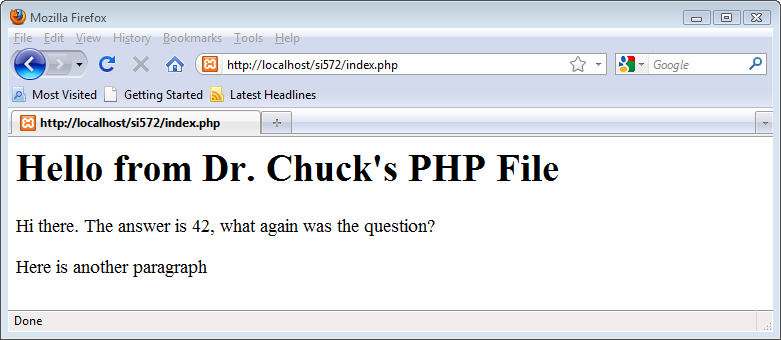 Mozilla Firefox
File Edit View History Bookmarks Tools Help
http://localhost/si572/index.php Google
Most Visited Getting Started Latest Headlines
http://localhost/si572/index.php
Hello from Dr. Chuck's PHP File
Hi there. The answer is 42, what again was the question?
Here is another paragraph
Done